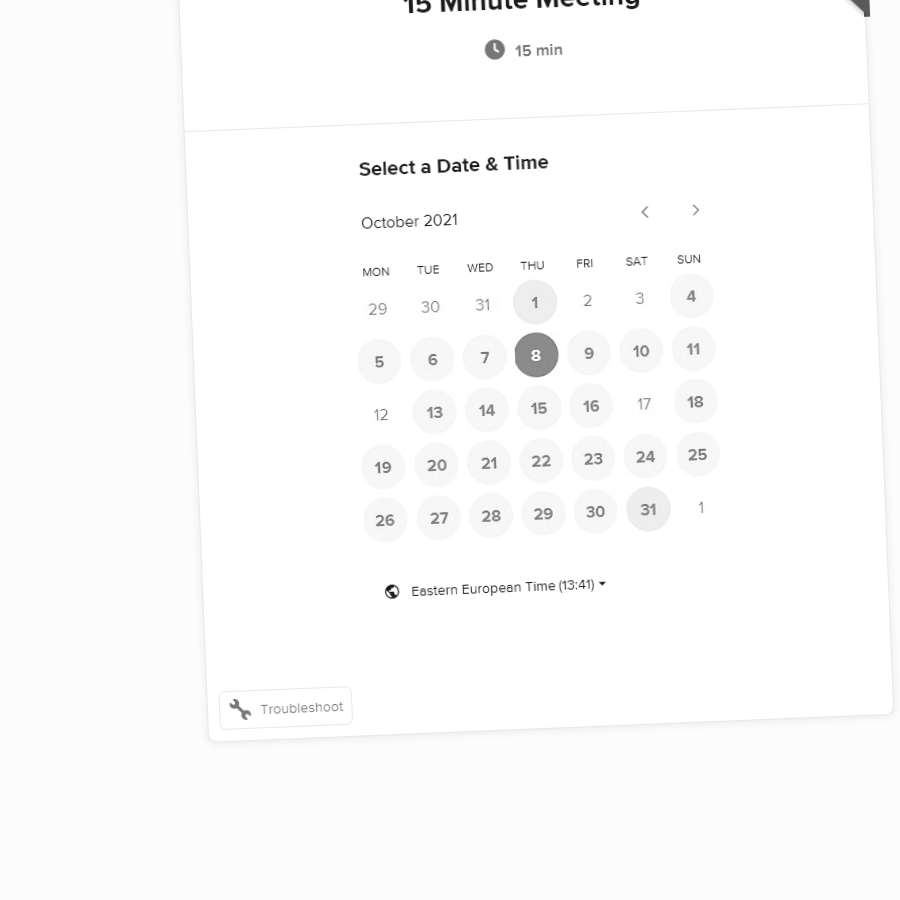 15 Minute Meeting
15 min
Select a Date & Time
October 2021
MON TUE WED THU FRI SAT SUN
29 30 31 1 2 3 4
5 6 7 8 9 10 11
12 13 14 15 16 17 18
19 20 21 22 23 24 25
26 27 28 29 30 31 1
Eastern European Time (13:41)
Troubleshoot